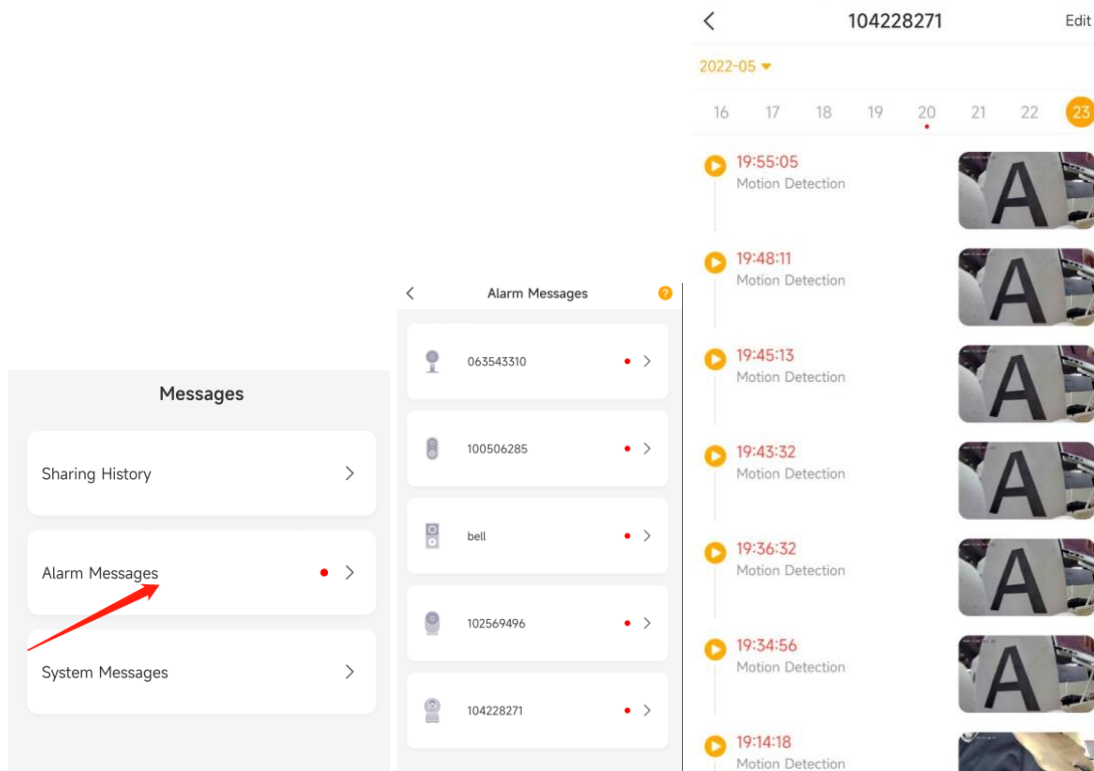 Messages
Sharing History
Alarm Messages
System Messages
Alarm Messages
?
063543310
100506285
bell
102569496
104228271
104228271 Edit
2022-05
16 17 18 19 20 21 22 23
19:55:05
Motion Detection
A
19:48:11
Motion Detection
A
19:45:13
Motion Detection
A
19:43:32
Motion Detection
A
19:36:32
Motion Detection
A
19:34:56
Motion Detection
A
19:14:18
Motion Detection